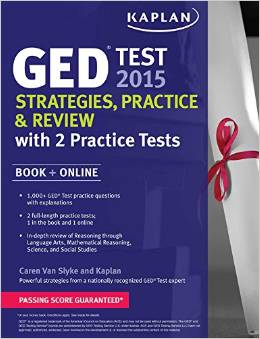 KAPLAN
GED® TEST
2015
STRATEGIES, PRACTICE
& REVIEW
with 2 Practice Tests
BOOK + ONLINE
• 1,000+ GED® Test practice questions
with explanations
• 2 full-length practice tests;
1 in the book and 1 online
• In-depth review of Reasoning through
Language Arts, Mathematical Reasoning,
Science, and Social Studies
Caren Van Slyke and Kaplan
Powerful strategies from a nationally recognized GED® Test expert
PASSING SCORE GUARANTEED*